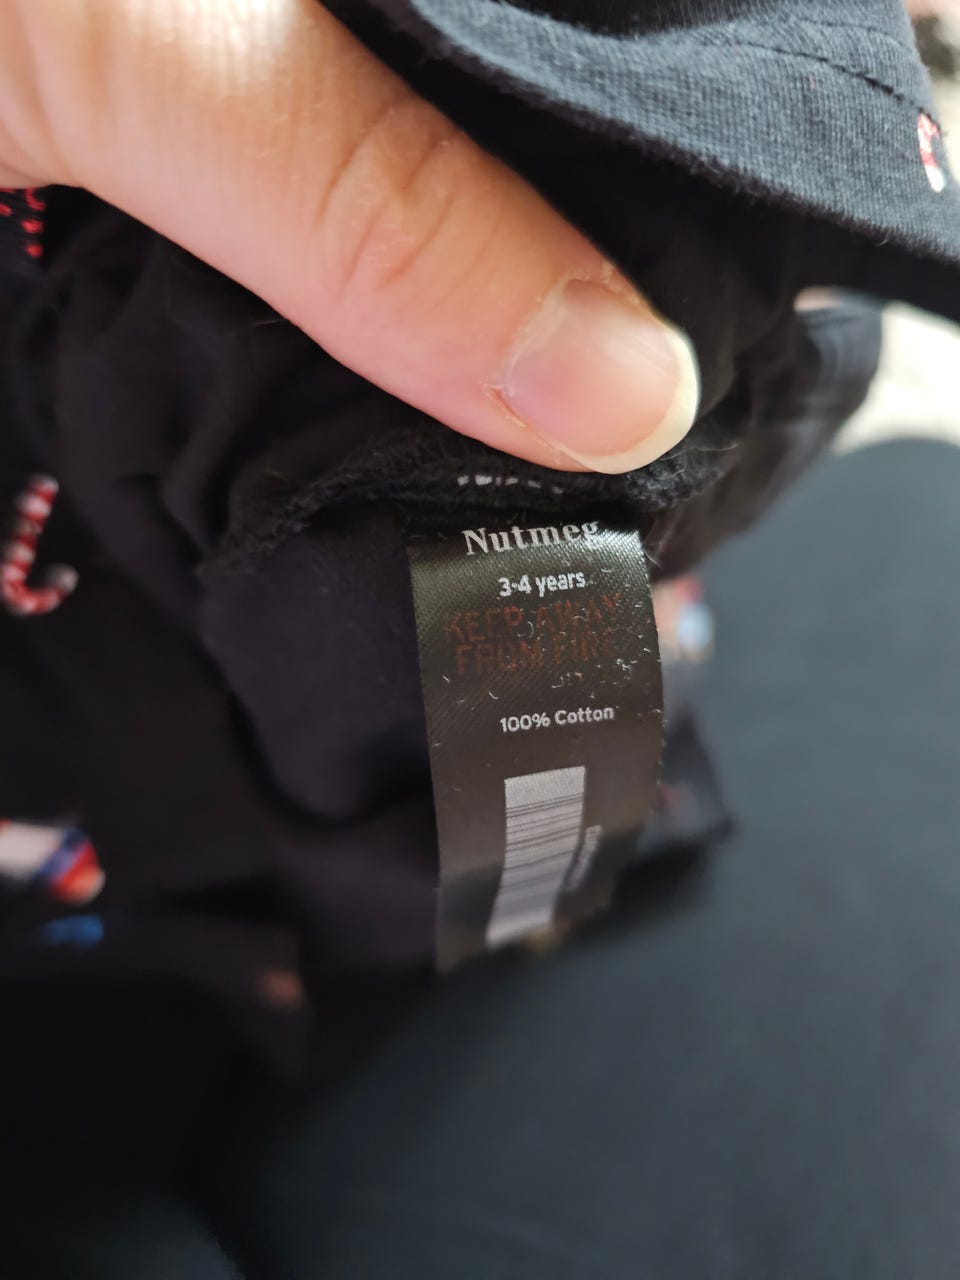 Nutmeg
3-4 years
KEEP AWAY
FROM FIRE
100% Cotton